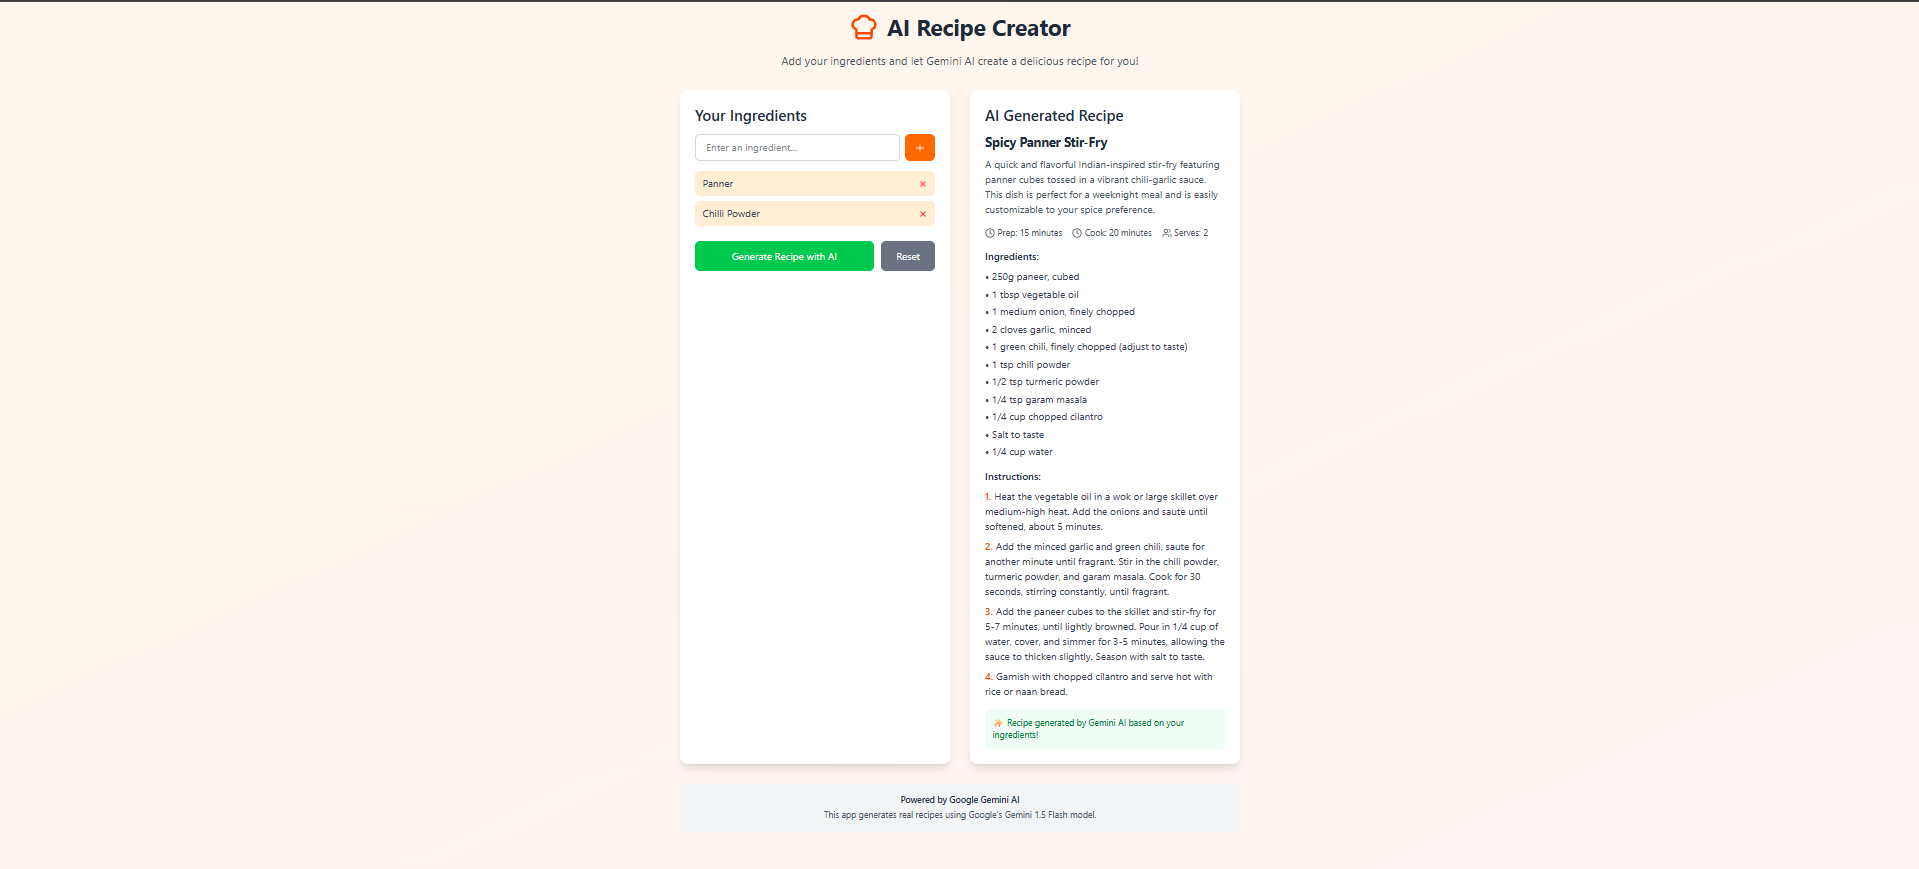 AI Recipe Creator
Add your ingredients and let Gemini AI create a delicious recipe for you!
Your Ingredients
Enter an ingredient...
+
Panner
×
Chilli Powder
×
Generate Recipe with AI
Reset
AI Generated Recipe
Spicy Panner Stir-Fry
A quick and flavorful Indian-inspired stir-fry featuring
panner cubes tossed in a vibrant chili-garlic sauce.
This dish is perfect for a weeknight meal and is easily
customizable to your spice preference.
Prep: 15 minutes Cook: 20 minutes Serves: 2
Ingredients:
• 250g paneer, cubed
• 1 tbsp vegetable oil
• 1 medium onion, finely chopped
• 2 cloves garlic, minced
• 1 green chili, finely chopped (adjust to taste)
• 1 tsp chili powder
• 1/2 tsp turmeric powder
• 1/4 tsp garam masala
• 1/4 cup chopped cilantro
• Salt to taste
• 1/4 cup water
Instructions:
1. Heat the vegetable oil in a wok or large skillet over
medium-high heat. Add the onions and saute until
softened, about 5 minutes.
2. Add the minced garlic and green chili, saute for
another minute until fragrant. Stir in the chili powder,
turmeric powder, and garam masala. Cook for 30
seconds, stirring constantly, until fragrant.
3. Add the paneer cubes to the skillet and stir-fry for
5-7 minutes, until lightly browned. Pour in 1/4 cup of
water, cover, and simmer for 3-5 minutes, allowing the
sauce to thicken slightly. Season with salt to taste.
4. Garnish with chopped cilantro and serve hot with
rice or naan bread.
✨ Recipe generated by Gemini AI based on your
ingredients!
Powered by Google Gemini AI
This app generates real recipes using Google's Gemini 1.5 Flash model.